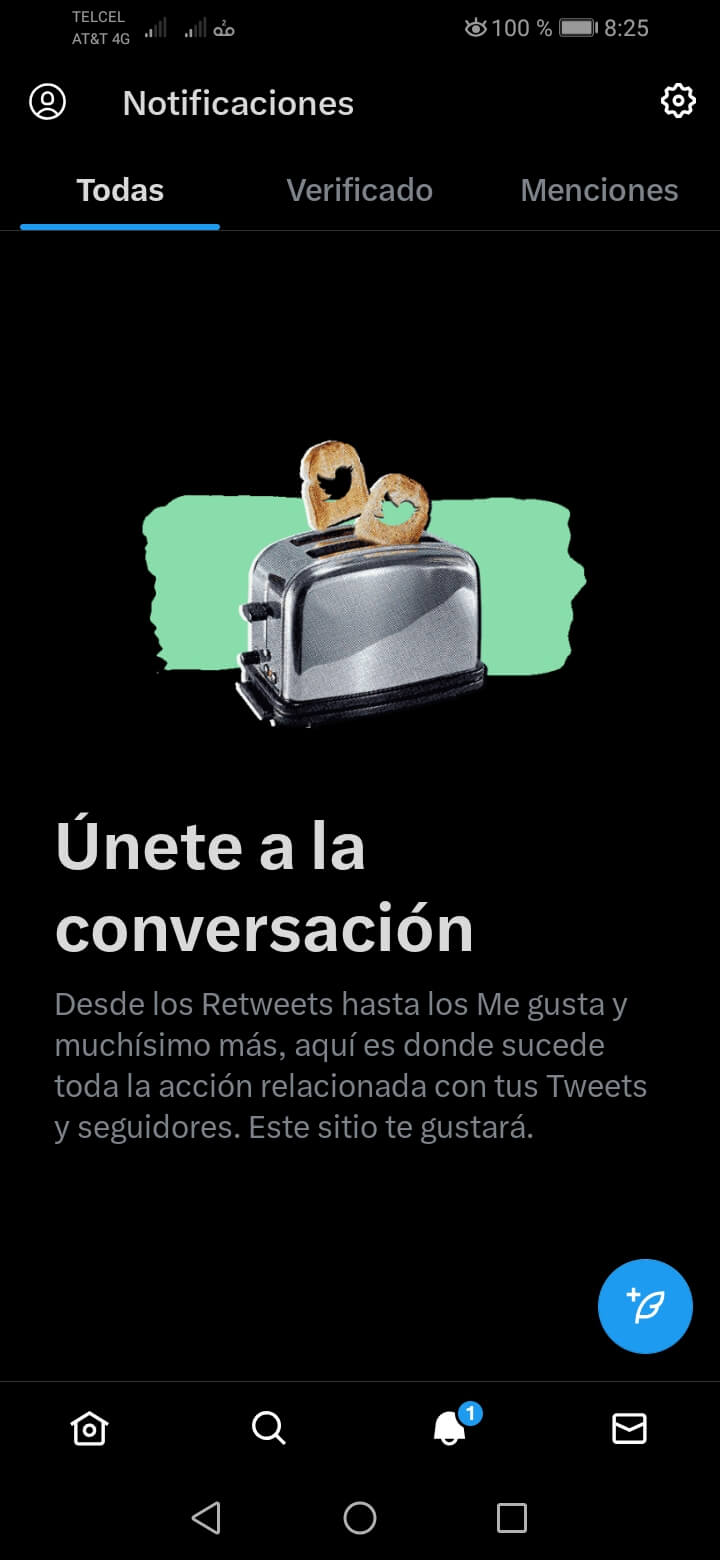 TELCEL
AT&T 4G
100 % 8:25
Notificaciones
Todas Verificado Menciones
Únete a la
conversación
Desde los Retweets hasta los Me gusta y
muchísimo más, aquí es donde sucede
toda la acción relacionada con tus Tweets
y seguidores. Este sitio te gustará.
1